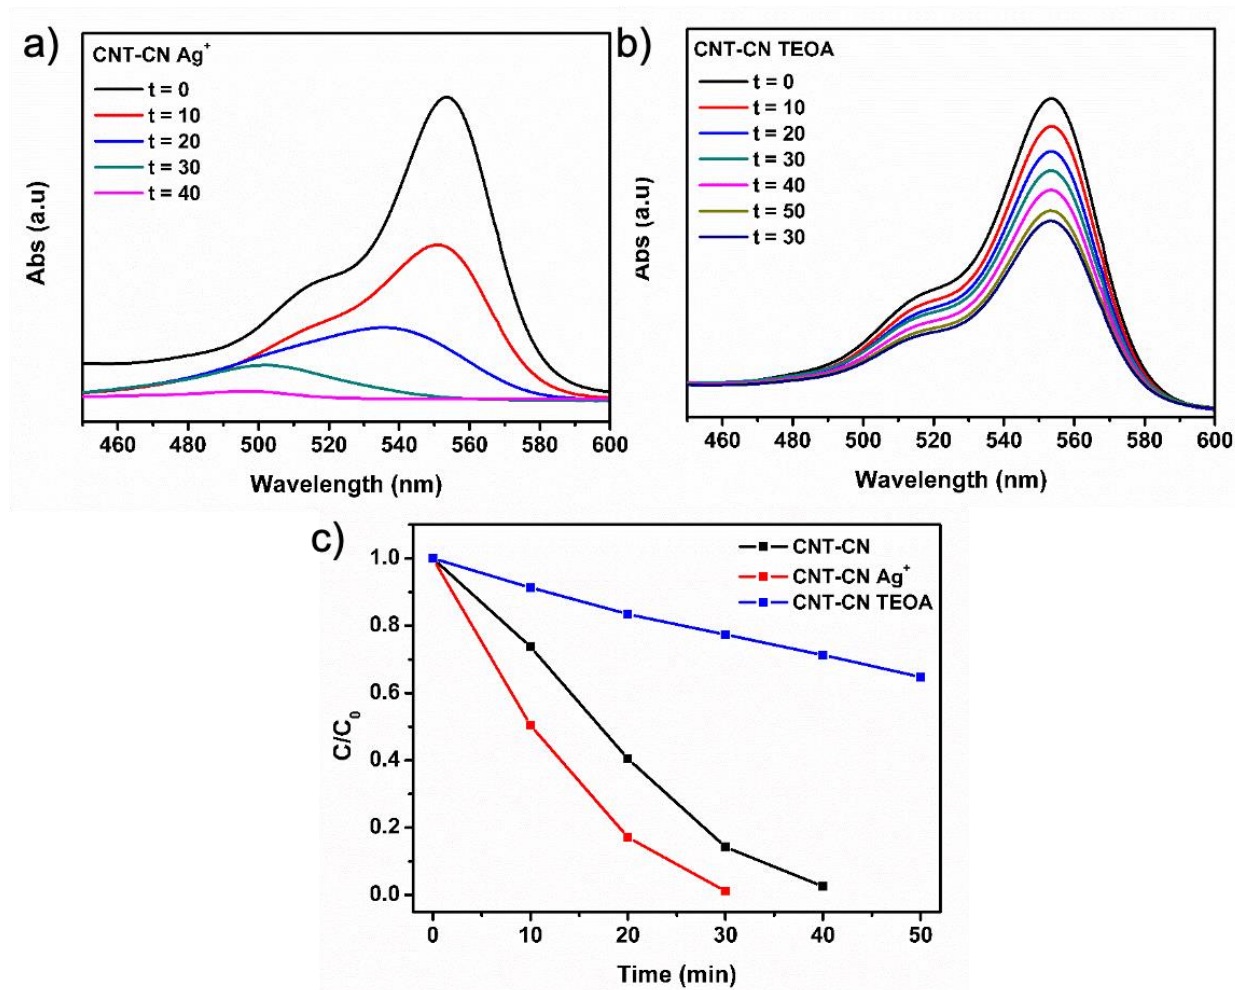 a)
CNT-CN Ag⁺
t = 0
t = 10
t = 20
t = 30
t = 40
Abs (a.u)
460 480 500 520 540 560 580 600
Wavelength (nm)
b)
CNT-CN TEOA
t = 0
t = 10
t = 20
t = 30
t = 40
t = 50
t = 30
Abs (a.u)
460 480 500 520 540 560 580 600
Wavelength (nm)
c)
CNT-CN
CNT-CN Ag⁺
CNT-CN TEOA
1.0
0.8
0.6
0.4
0.2
0.0
C/C₀
0 10 20 30 40 50
Time (min)